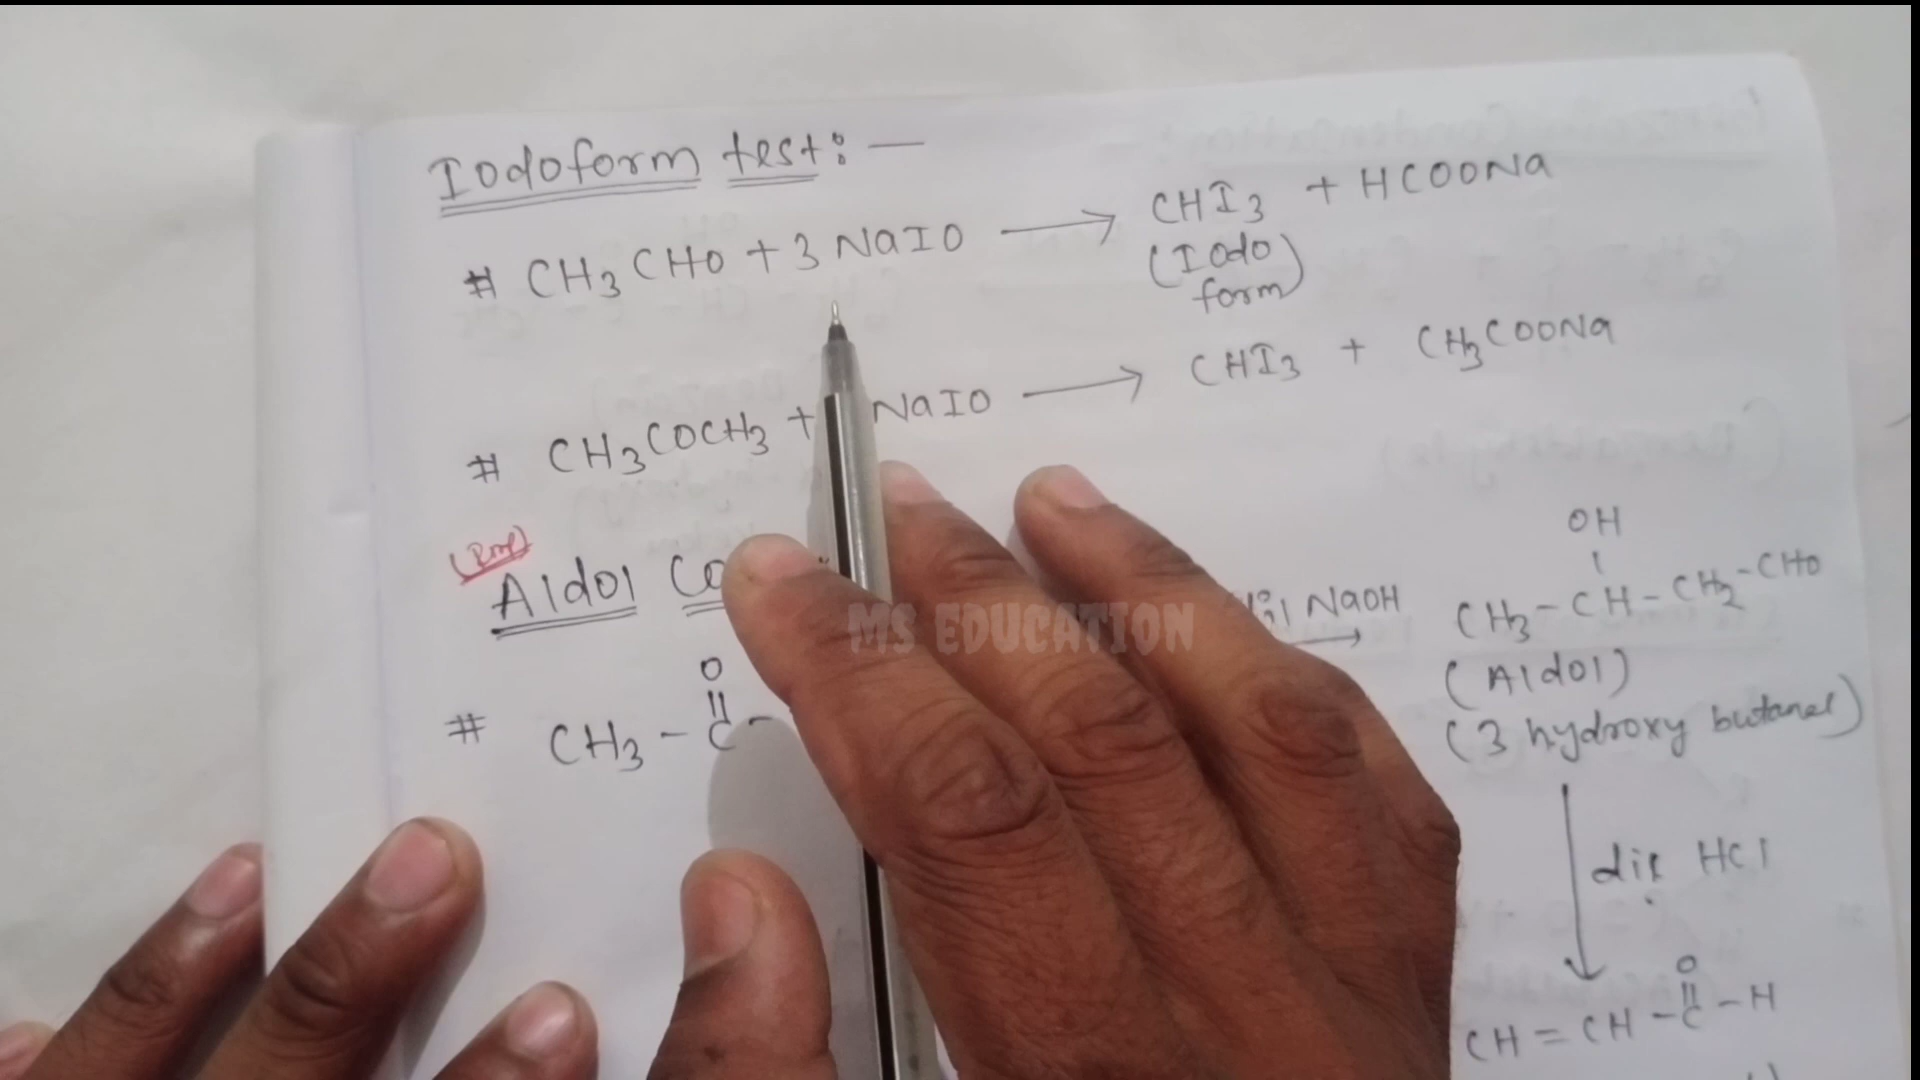 Iodoform test:—
# CH3CHO + 3 NaIO ⟶ CHI3 + HCOONa
(Iodo
form)
# CH3COCH3 + NaIO ⟶ CHI3 + CH3COONa
Aldol
OH
NaOH
CH3 - CH - CH2 - CHO
(Aldol)
(3 hydroxy butanal)
O
# CH3 - C -
dil HCl
O
CH = CH - C - H
MS EDUCATION